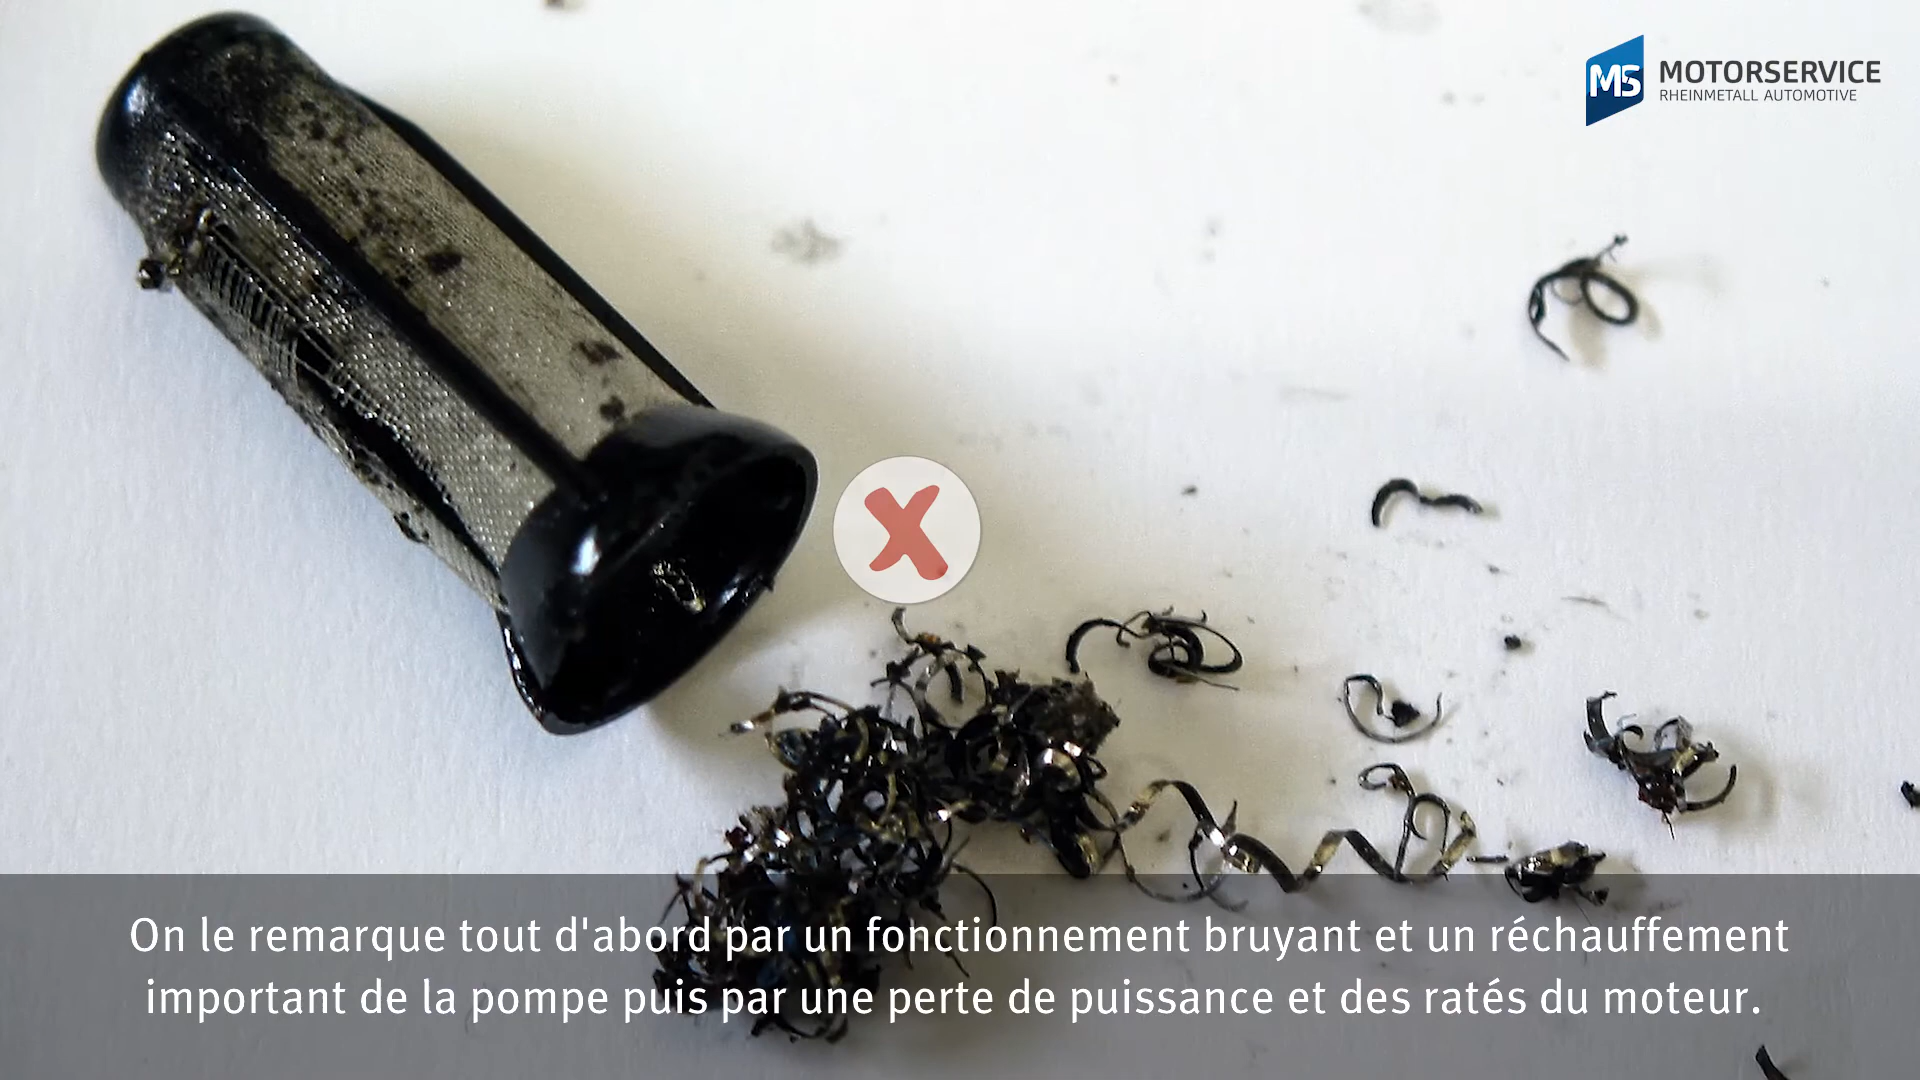 MS MOTORSERVICE
RHEINMETALL AUTOMOTIVE
On le remarque tout d'abord par un fonctionnement bruyant et un réchauffement
important de la pompe puis par une perte de puissance et des ratés du moteur.